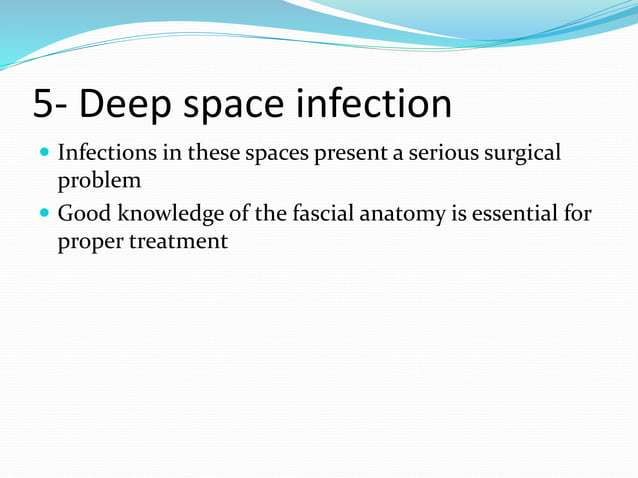 5- Deep space infection
Infections in these spaces present a serious surgical
problem
Good knowledge of the fascial anatomy is essential for
proper treatment